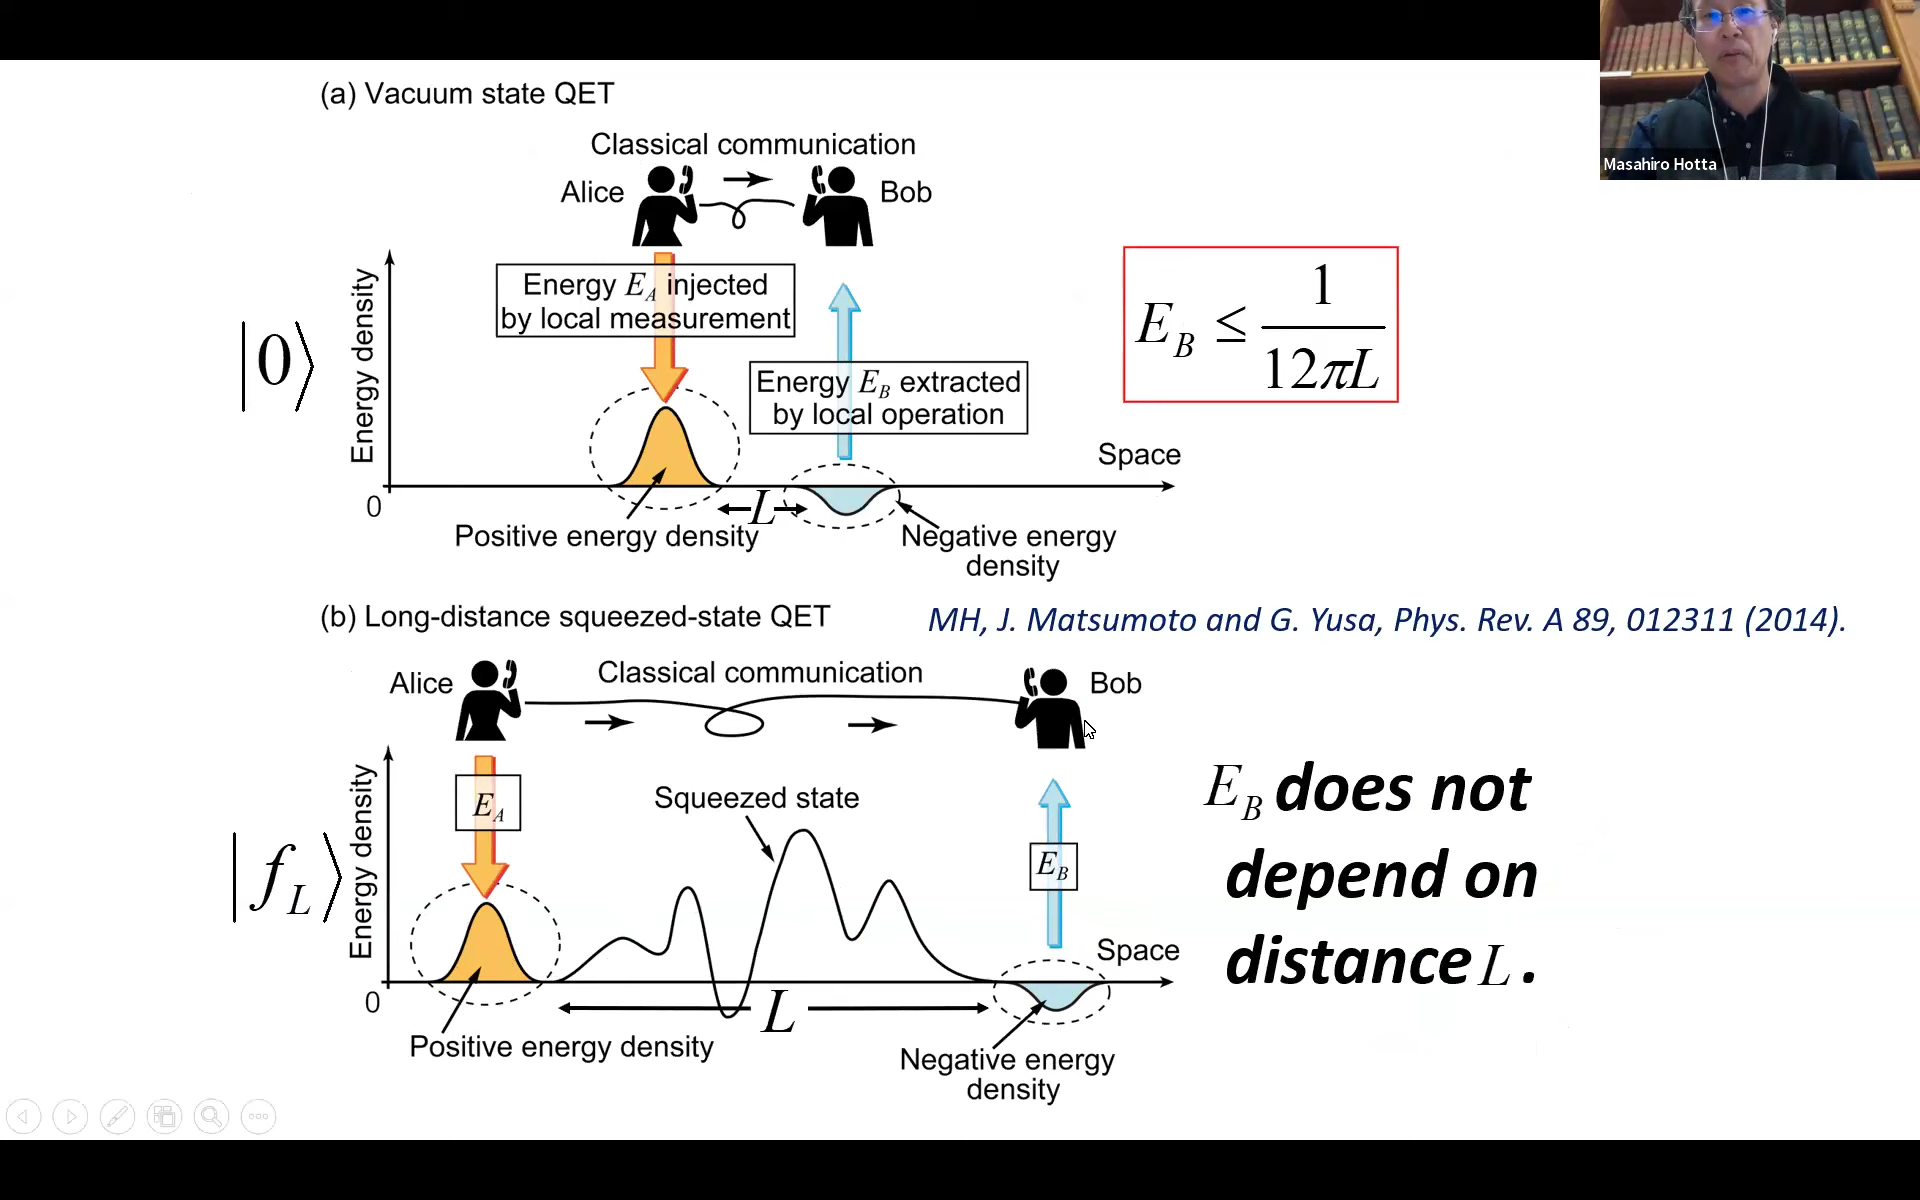 (a) Vacuum state QET
Masahiro Hotta
Classical communication
Alice
Bob
Energy density
|0⟩
Energy E_A injected
by local measurement
Energy E_B extracted
by local operation
E_B ≤ 1/(12πL)
Space
0
L
Positive energy density
Negative energy
density
(b) Long-distance squeezed-state QET
MH, J. Matsumoto and G. Yusa, Phys. Rev. A 89, 012311 (2014).
Alice
Classical communication
Bob
Energy density
|f_L⟩
E_A
Squeezed state
E_B
E_B does not
depend on
distance L .
Space
0
L
Positive energy density
Negative energy
density